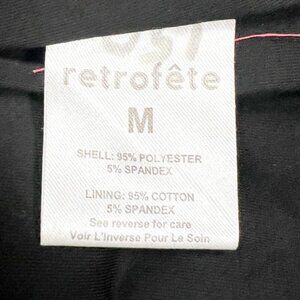 retrofête
M
SHELL: 95% POLYESTER
5% SPANDEX
LINING: 95% COTTON
5% SPANDEX
See reverse for care
Voir L'Inverse Pour Le Soin